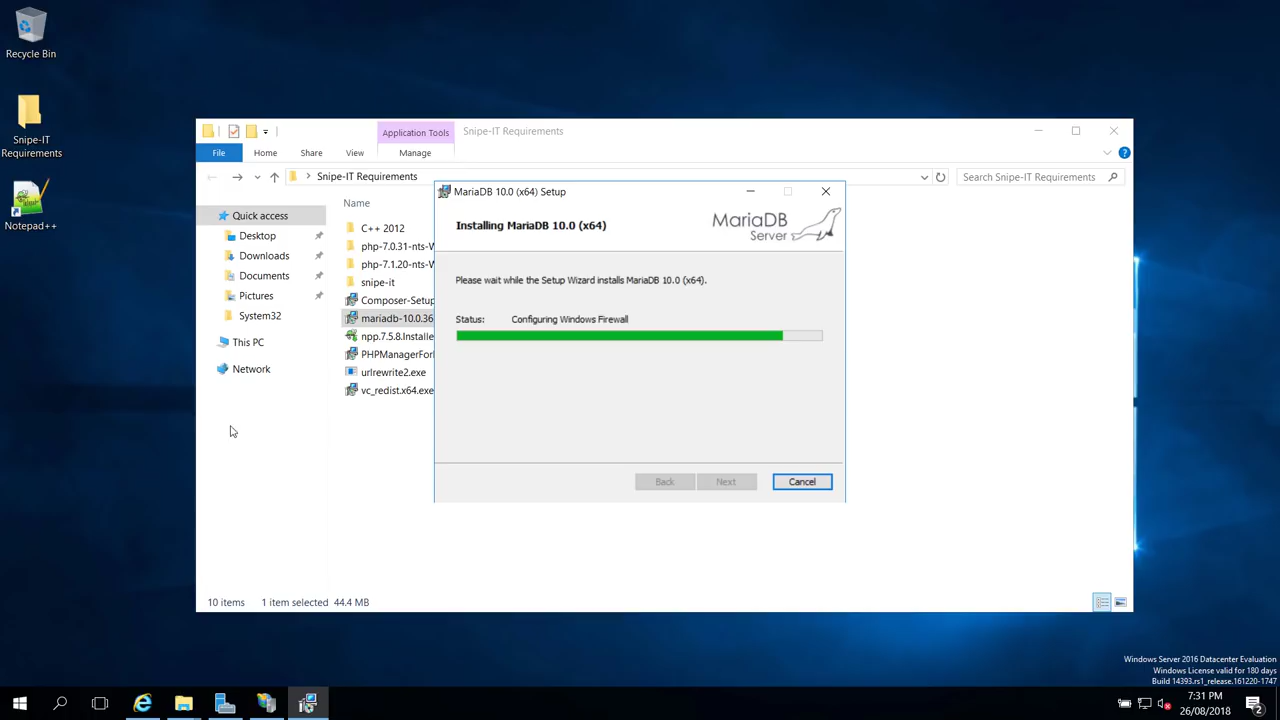 Recycle Bin
Snipe-IT
Requirements
Notepad++
Application Tools
Snipe-IT Requirements
File
Home
Share
View
Manage
Snipe-IT Requirements
Search Snipe-IT Requirements
Quick access
Desktop
Downloads
Documents
Pictures
System32
This PC
Network
Name
C++ 2012
php-7.0.31-nts-W
php-7.1.20-nts-W
snipe-it
Composer-Setup
mariadb-10.0.36
npp.7.5.8.Installe
PHPManagerForI
urlrewrite2.exe
vc_redist.x64.exe
MariaDB 10.0 (x64) Setup
Installing MariaDB 10.0 (x64)
MariaDB
Server
Please wait while the Setup Wizard installs MariaDB 10.0 (x64).
Status: Configuring Windows Firewall
Back
Next
Cancel
10 items 1 item selected 44.4 MB
Windows Server 2016 Datacenter Evaluation
Windows License valid for 180 days
Build 14393.rs1_release.161220-1747
7:31 PM
26/08/2018
2